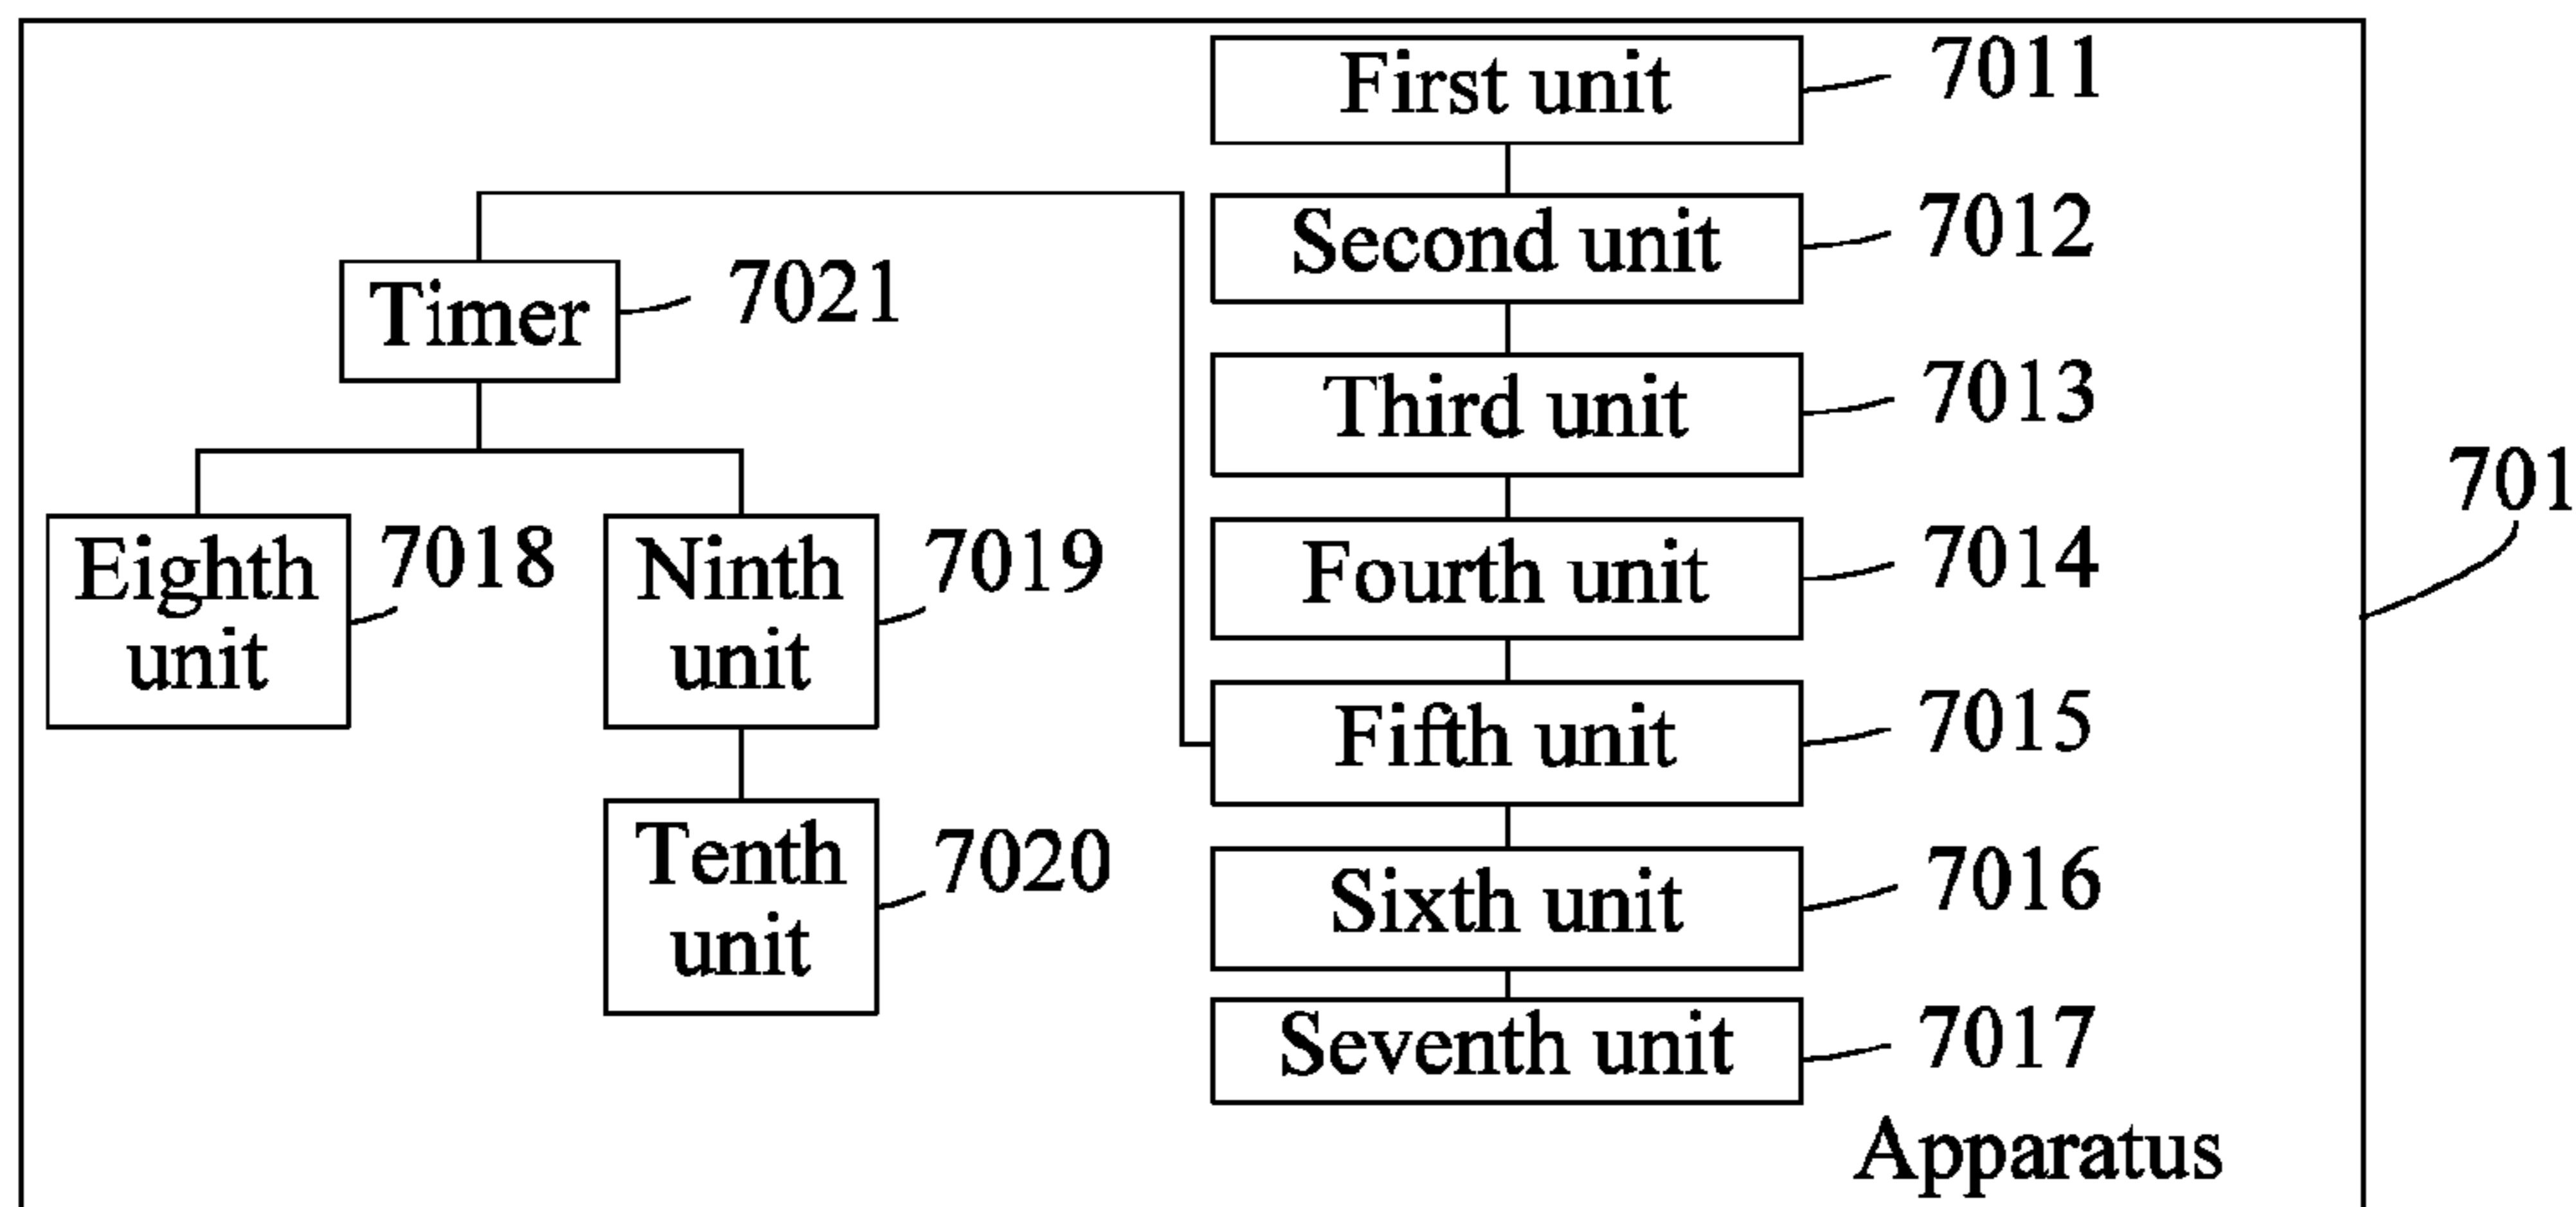 First unit
7011
Second unit
7012
Timer
7021
Third unit
7013
701
Eighth
unit
7018
Ninth
unit
7019
Fourth unit
7014
Fifth unit
7015
Tenth
unit
7020
Sixth unit
7016
Seventh unit
7017
Apparatus